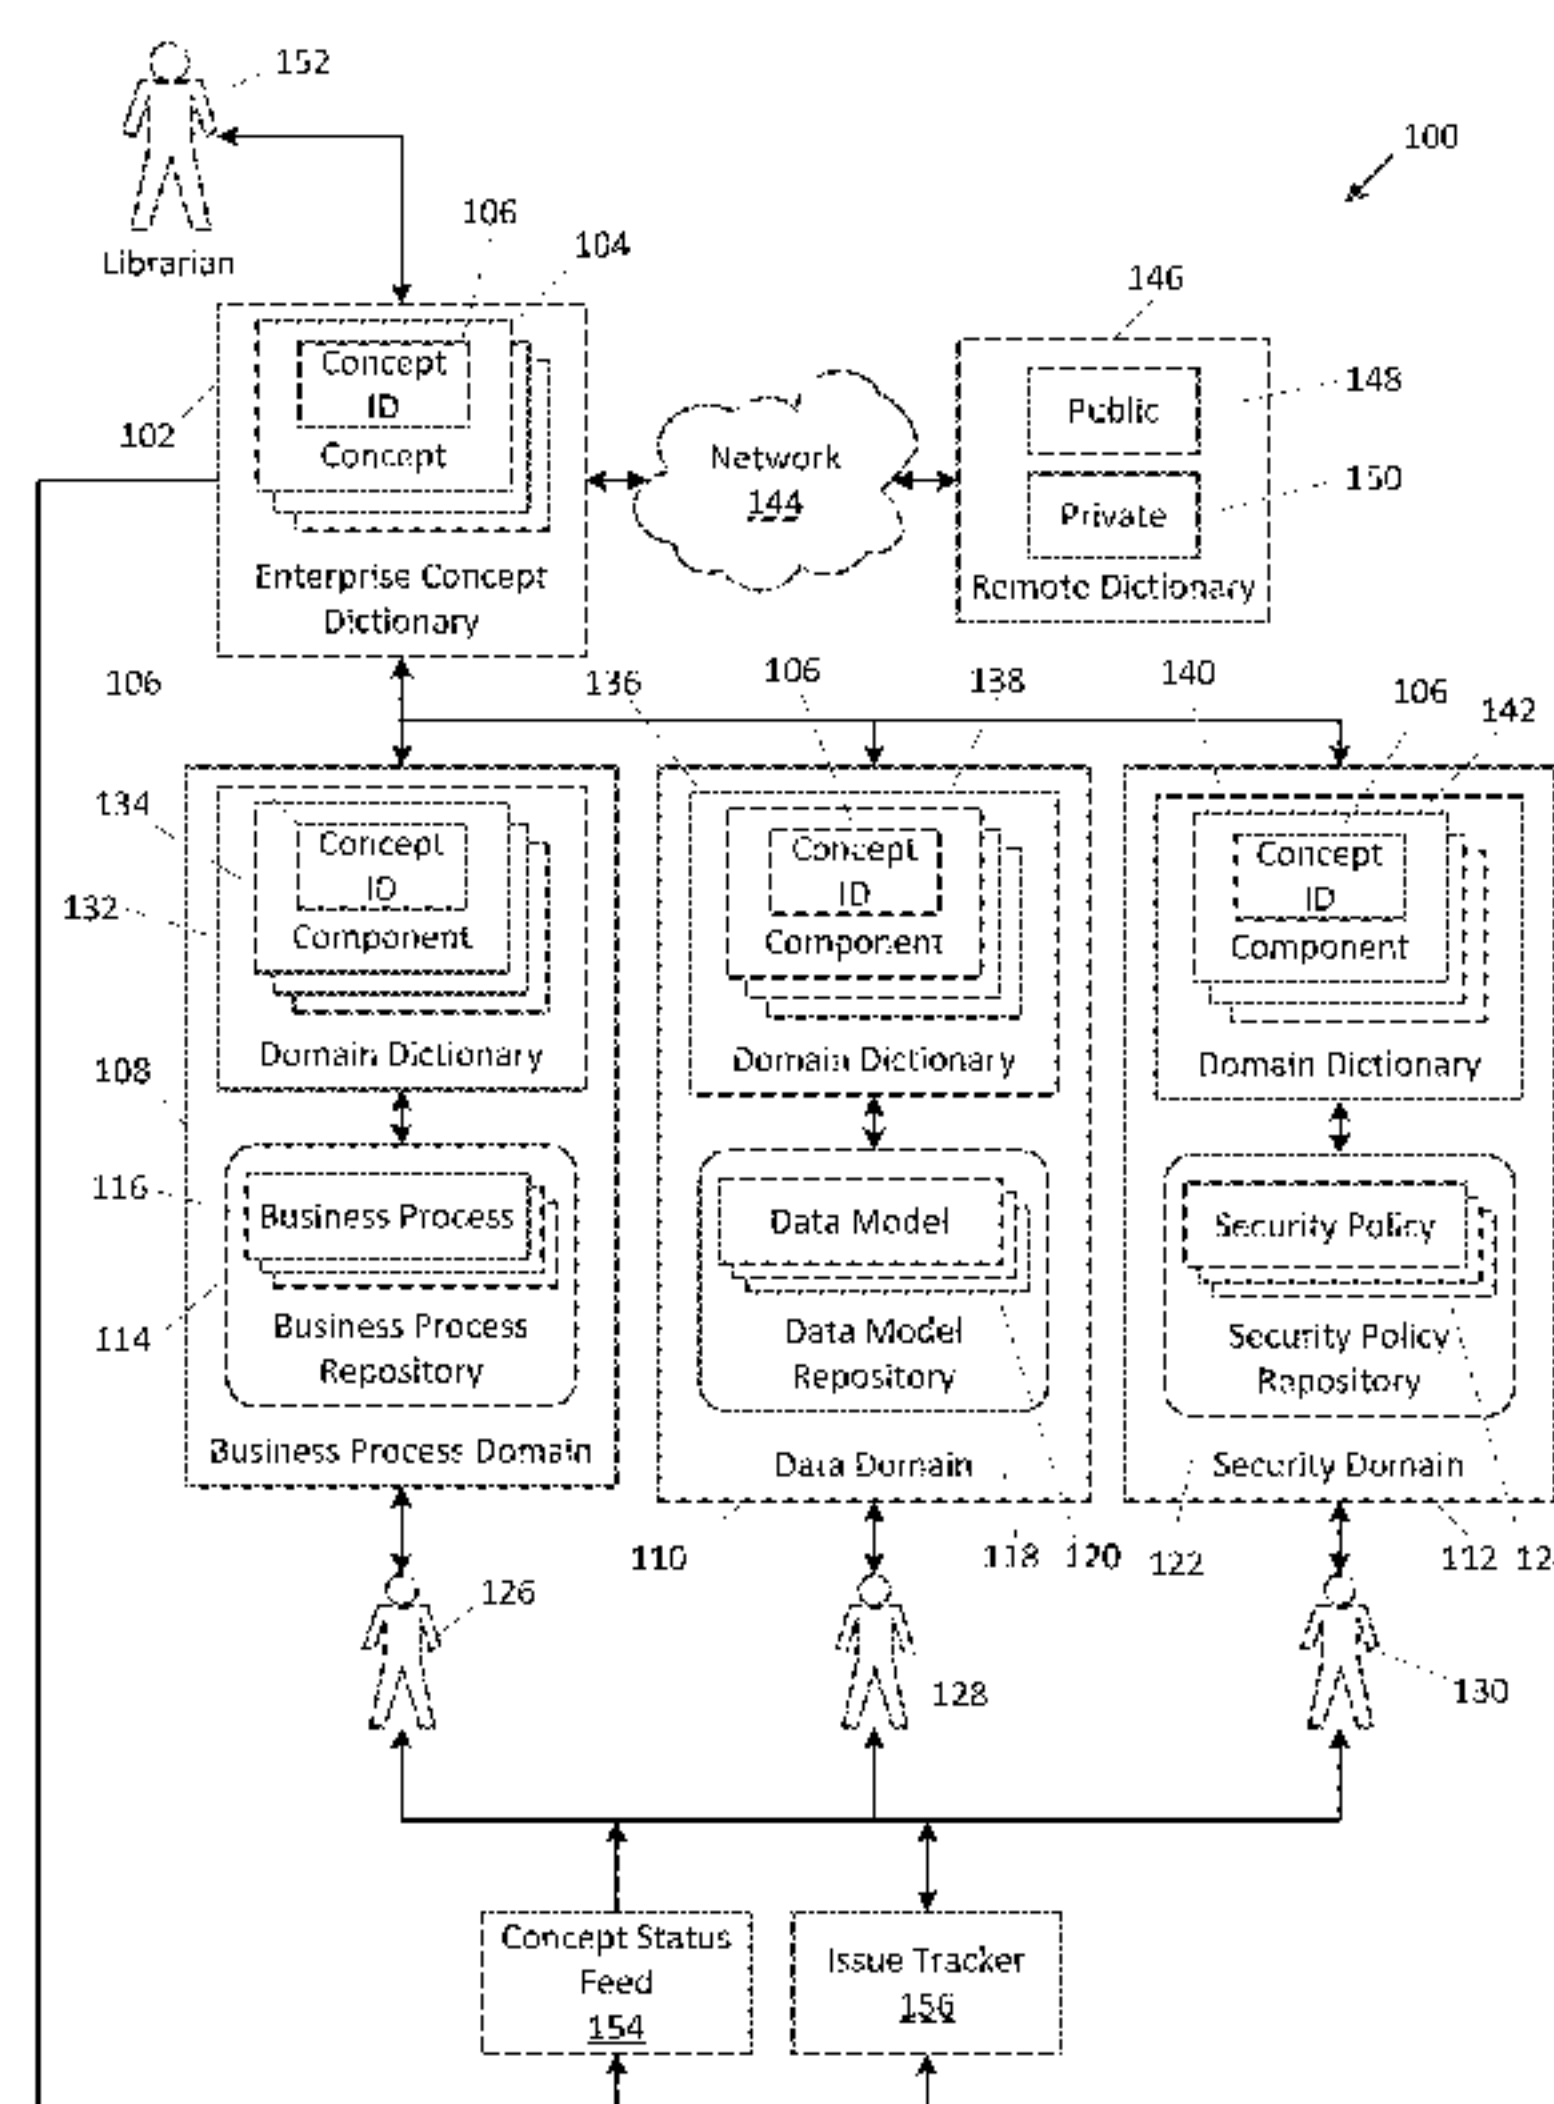 152
100
106
104
Librarian
146
Concept
ID
Concept
102
Enterprise Concept
Dictionary
Network
144
Public
148
Private
150
Remote Dictionary
106
136
106
138
140
106
142
134
132
Concept
ID
Component
Domain Dictionary
Concept
ID
Component
Domain Dictionary
Concept
ID
Component
Domain Dictionary
108
116
114
Business Process
Business Process
Repository
Business Process Domain
Data Model
Data Model
Repository
Data Domain
Security Policy
Security Policy
Repository
Security Domain
110
118
120
122
112
126
128
130
Concept Status
Feed
154
Issue Tracker
156